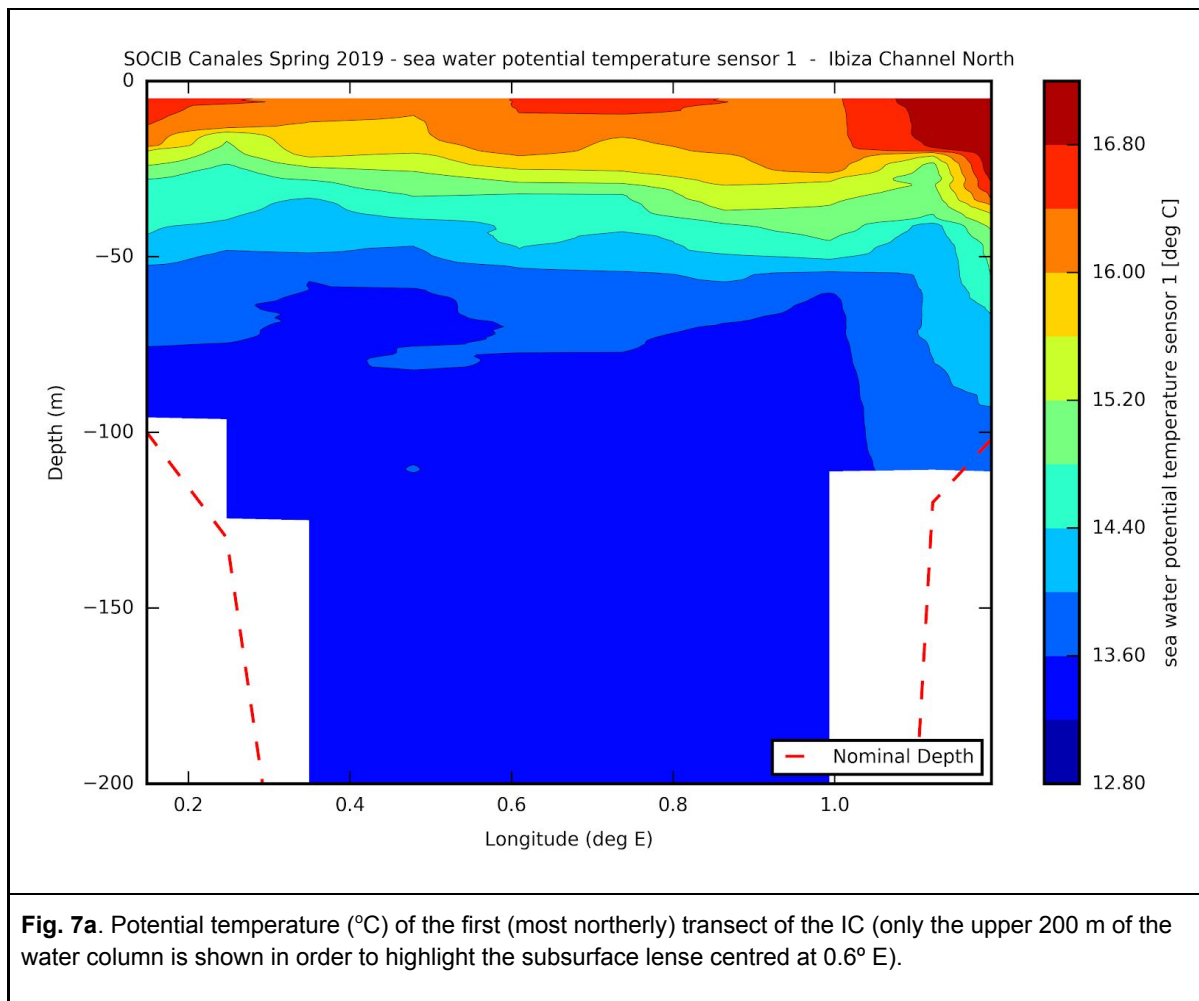 SOCIB Canales Spring 2019 - sea water potential temperature sensor 1 - Ibiza Channel North
0
−50
−100
−150
−200
Depth (m)
0.2
0.4
0.6
0.8
1.0
Longitude (deg E)
Nominal Depth
16.80
16.00
15.20
14.40
13.60
12.80
sea water potential temperature sensor 1 [deg C]
Fig. 7a. Potential temperature (ºC) of the first (most northerly) transect of the IC (only the upper 200 m of the
water column is shown in order to highlight the subsurface lense centred at 0.6º E).